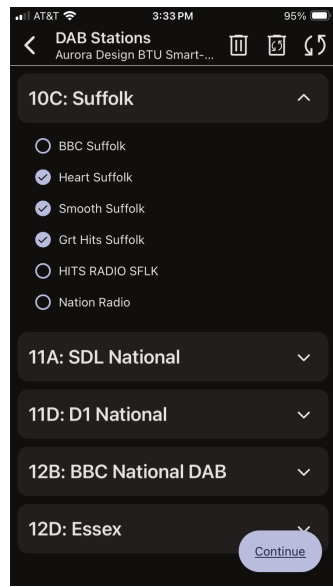 AT&T 3:33 PM 95%
DAB Stations
Aurora Design BTU Smart-...
10C: Suffolk
BBC Suffolk
Heart Suffolk
Smooth Suffolk
Grt Hits Suffolk
HITS RADIO SFLK
Nation Radio
11A: SDL National
11D: D1 National
12B: BBC National DAB
12D: Essex
Continue